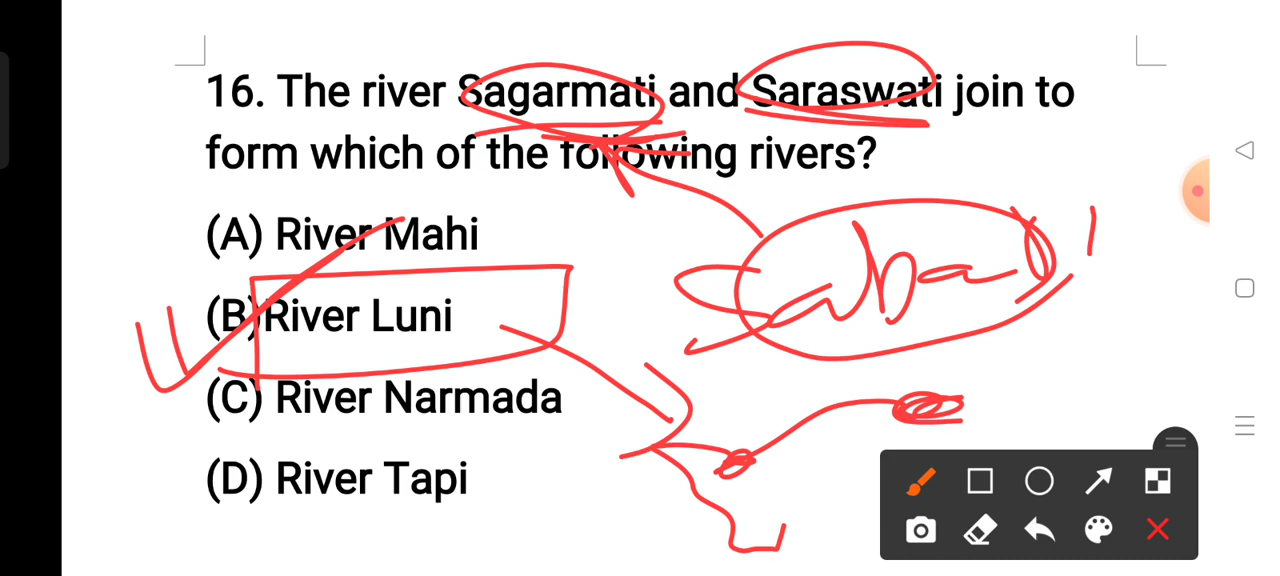 16. The river Sagarmati and Saraswati join to
form which of the following rivers?
(A) River Mahi
(B) River Luni
(C) River Narmada
(D) River Tapi